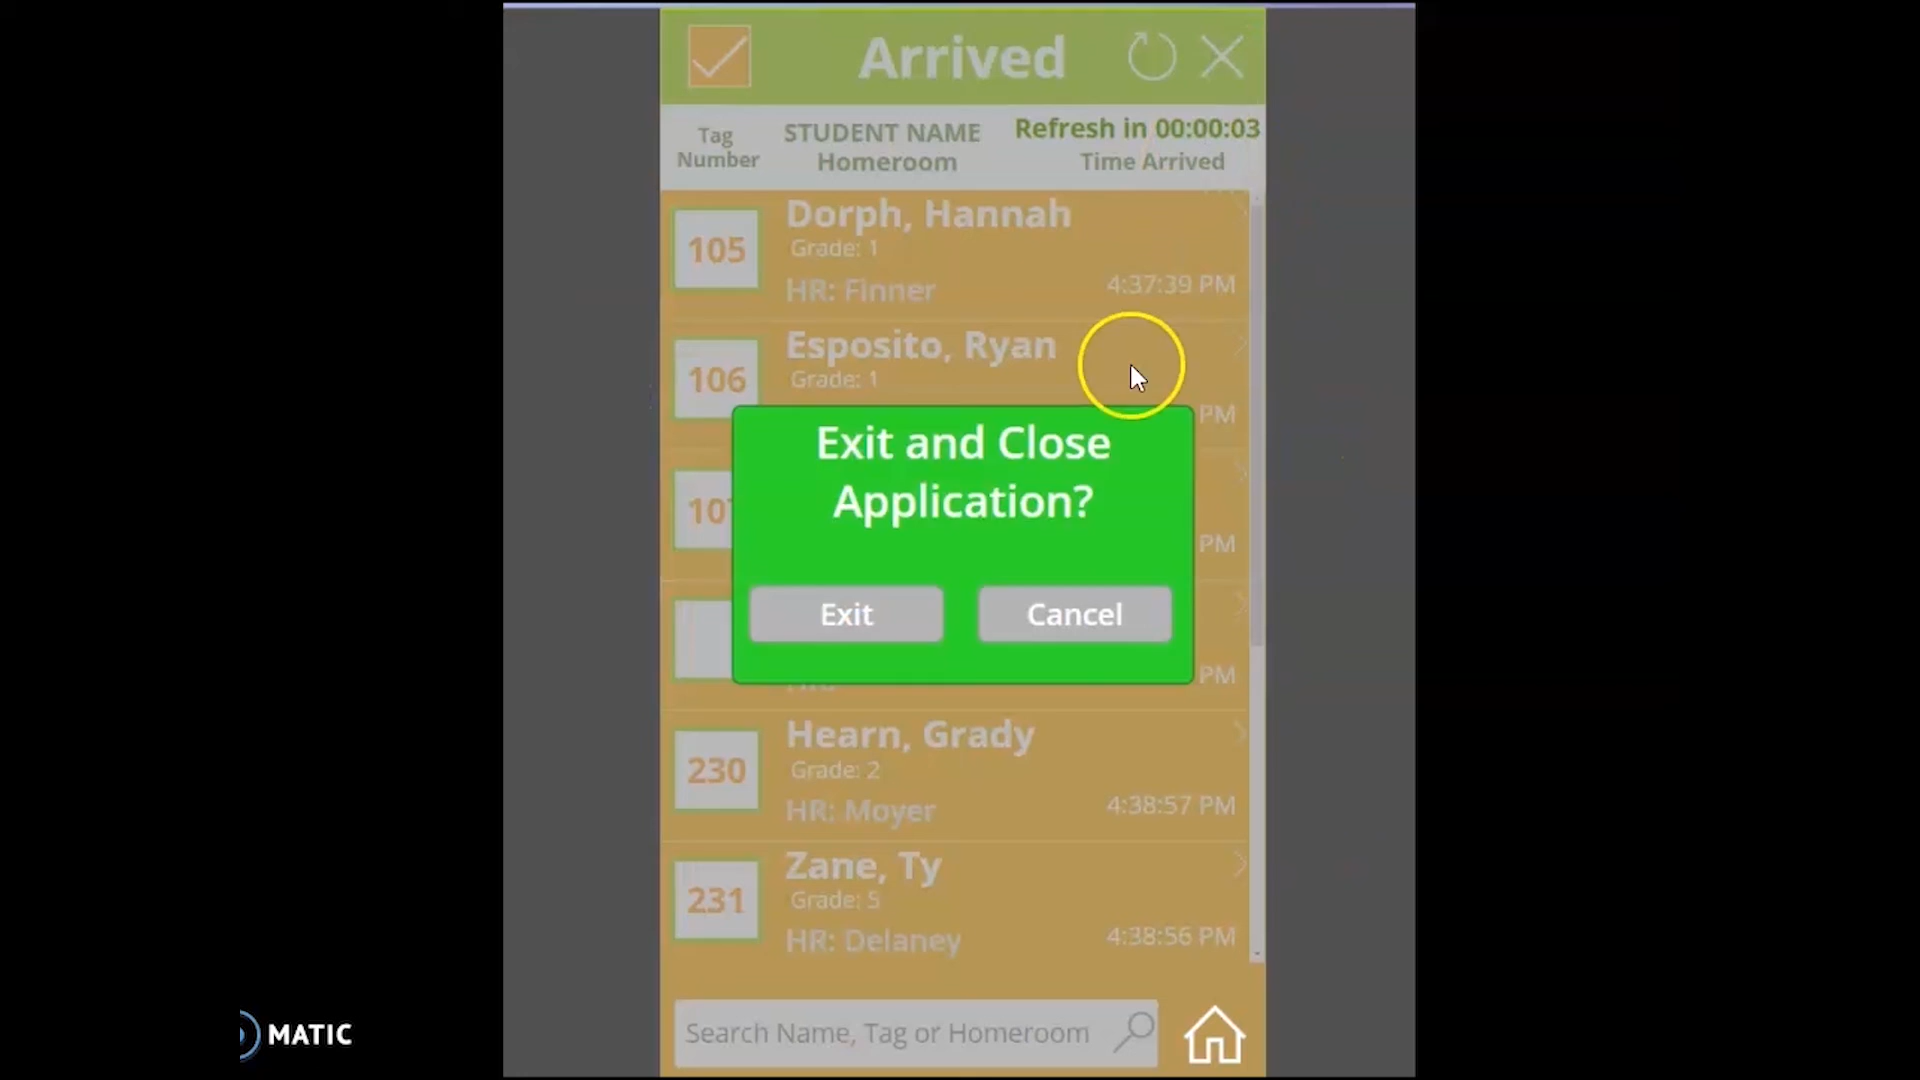 Arrived
Tag
Number
STUDENT NAME
Homeroom
Refresh in 00:00:03
Time Arrived
105
Dorph, Hannah
Grade: 1
HR: Finner
4:37:39 PM
106
Esposito, Ryan
Grade: 1
PM
Exit and Close
Application?
10
PM
Exit
Cancel
PM
230
Hearn, Grady
Grade: 2
HR: Moyer
4:38:57 PM
231
Zane, Ty
Grade: 5
HR: Delaney
4:38:56 PM
Search Name, Tag or Homeroom
MATIC